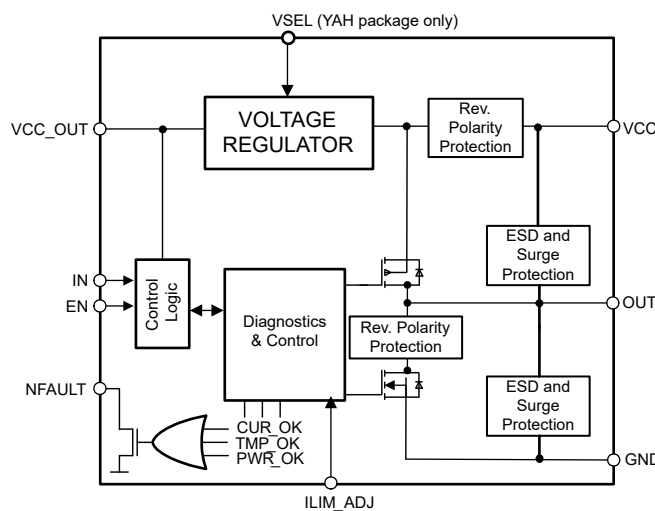 VSEL (YAH package only)
VCC_OUT
VOLTAGE
REGULATOR
Rev.
Polarity
Protection
VCC
ESD and
Surge
Protection
IN
EN
Control
Logic
Diagnostics
& Control
Rev. Polarity
Protection
OUT
NFAULT
CUR_OK
TMP_OK
PWR_OK
ESD and
Surge
Protection
GND
ILIM_ADJ